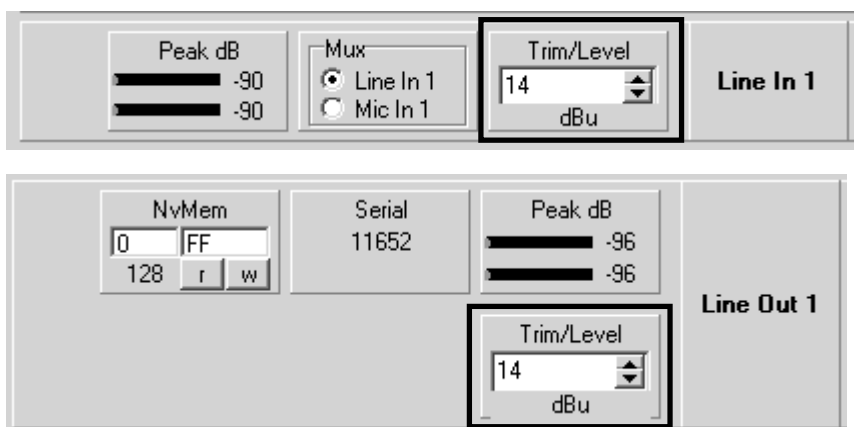 Peak dB
-90
-90
Mux
Line In 1
Mic In 1
Trim/Level
14
dBu
Line In 1
NvMem
0 FF
128 r w
Serial
11652
Peak dB
-96
-96
Trim/Level
14
dBu
Line Out 1